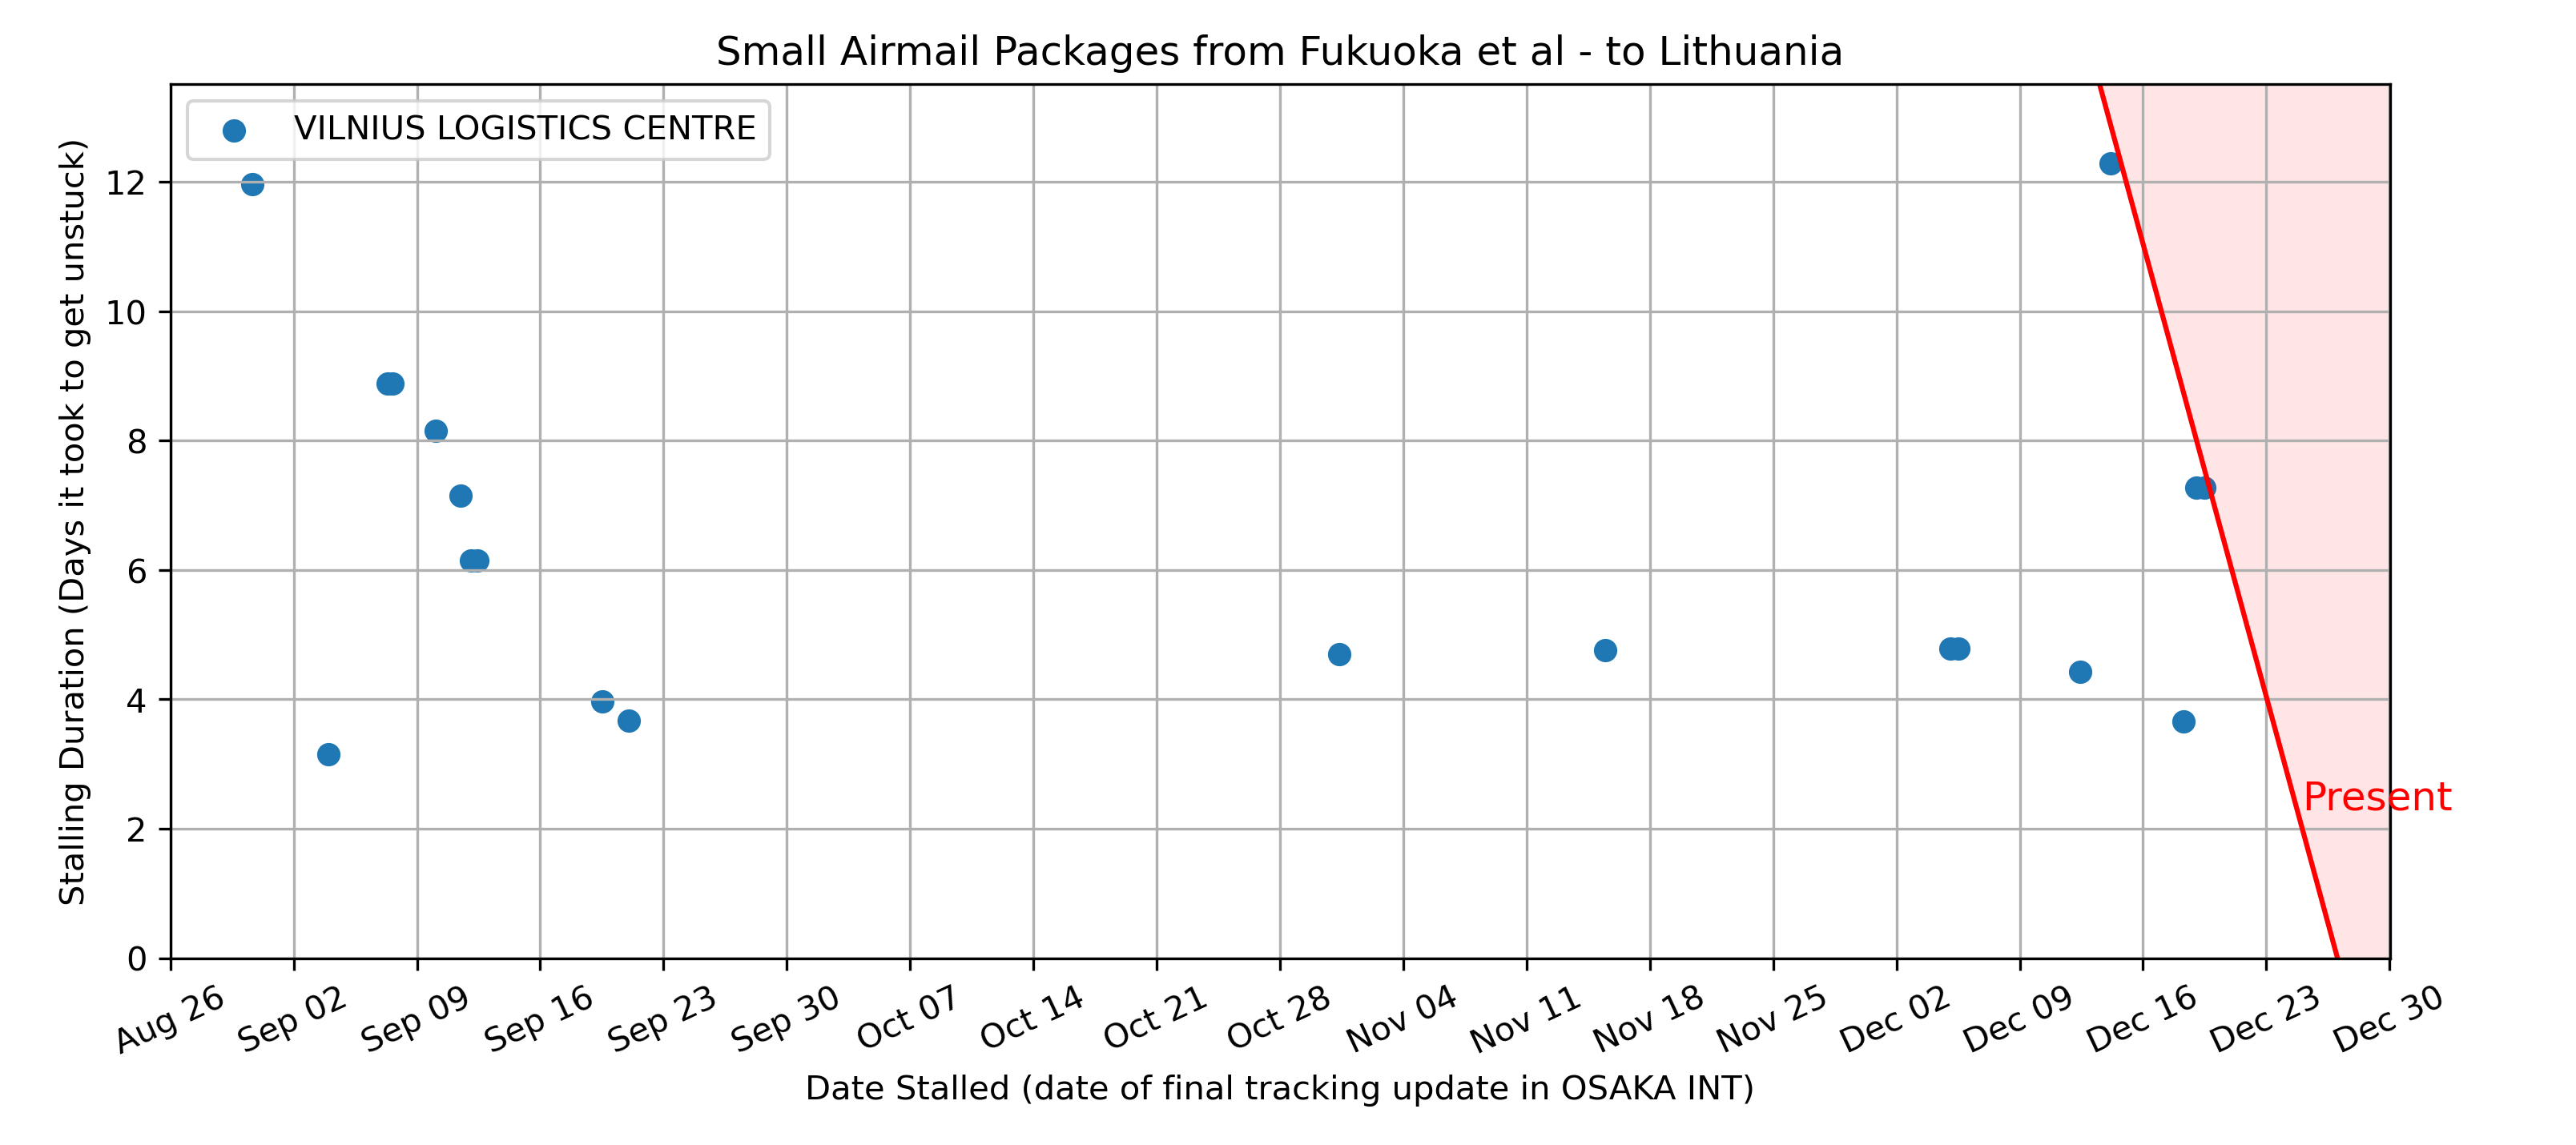 Small Airmail Packages from Fukuoka et al - to Lithuania
VILNIUS LOGISTICS CENTRE
Stalling Duration (Days it took to get unstuck)
12
10
8
6
4
2
0
Present
Aug 26
Sep 02
Sep 09
Sep 16
Sep 23
Sep 30
Oct 07
Oct 14
Oct 21
Oct 28
Nov 04
Nov 11
Nov 18
Nov 25
Dec 02
Dec 09
Dec 16
Dec 23
Dec 30
Date Stalled (date of final tracking update in OSAKA INT)